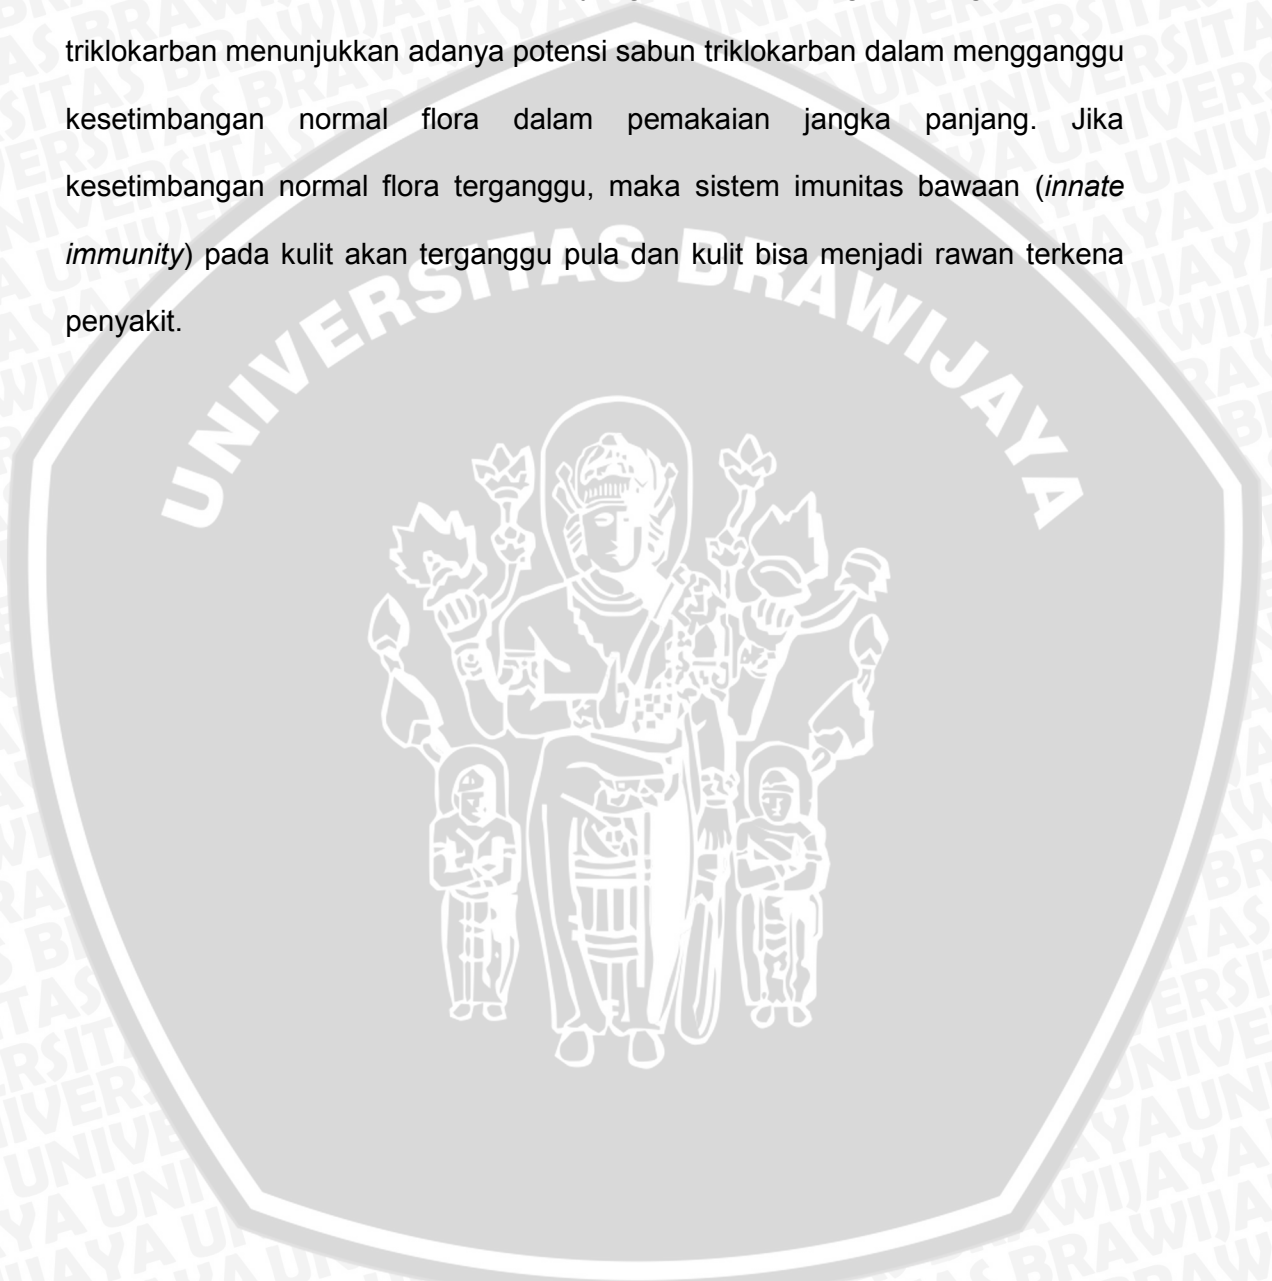 triklokarban menunjukkan adanya potensi sabun triklokarban dalam mengganggu
kesetimbangan normal flora dalam pemakaian jangka panjang. Jika
kesetimbangan normal flora terganggu, maka sistem imunitas bawaan (innate
immunity) pada kulit akan terganggu pula dan kulit bisa menjadi rawan terkena
penyakit.
UNIVERSITAS BRAWIJAYA